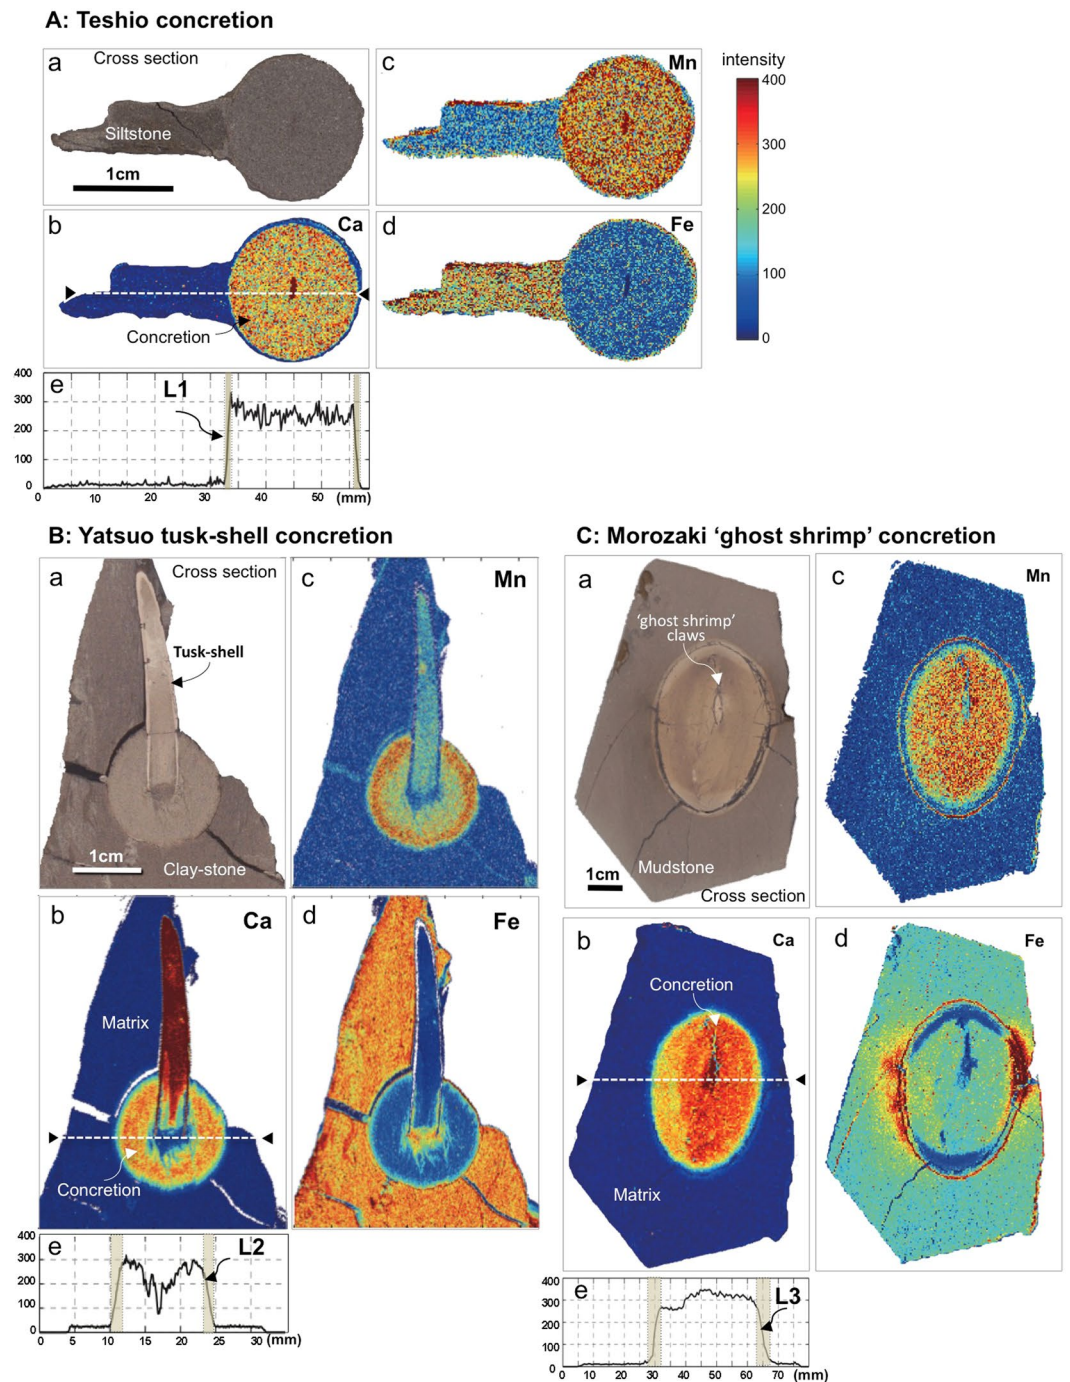 A: Teshio concretion
a
Cross section
Siltstone
1cm
c
Mn
intensity
400
300
200
100
0
b
Ca
Concretion
d
Fe
e
L1
400
300
200
100
0
0 10 20 30 40 50 (mm)
B: Yatsuo tusk-shell concretion
a
Cross section
Tusk-shell
1cm
Clay-stone
c
Mn
b
Ca
Matrix
Concretion
d
Fe
e
L2
400
300
200
100
0
0 5 10 15 20 25 30 (mm)
C: Morozaki ‘ghost shrimp’ concretion
a
‘ghost shrimp’
claws
Mudstone
1cm
Cross section
c
Mn
b
Ca
Concretion
Matrix
d
Fe
e
L3
400
300
200
100
0
0 10 20 30 40 50 60 70 (mm)